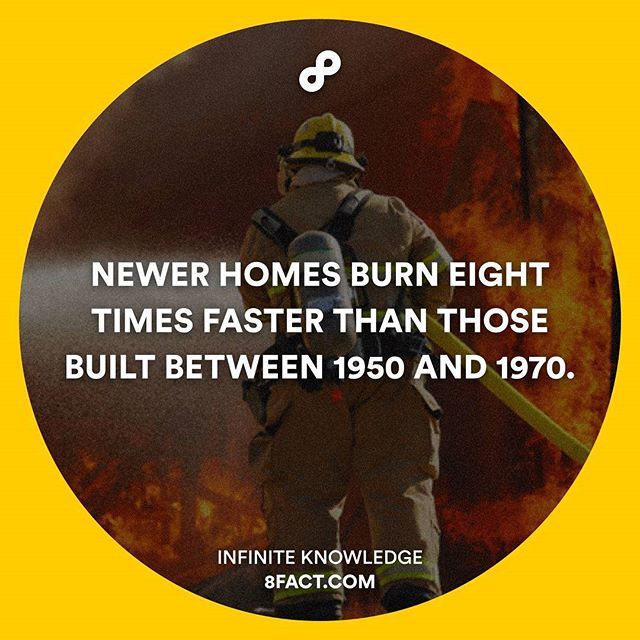 NEWER HOMES BURN EIGHT
TIMES FASTER THAN THOSE
BUILT BETWEEN 1950 AND 1970.
INFINITE KNOWLEDGE
8FACT.COM